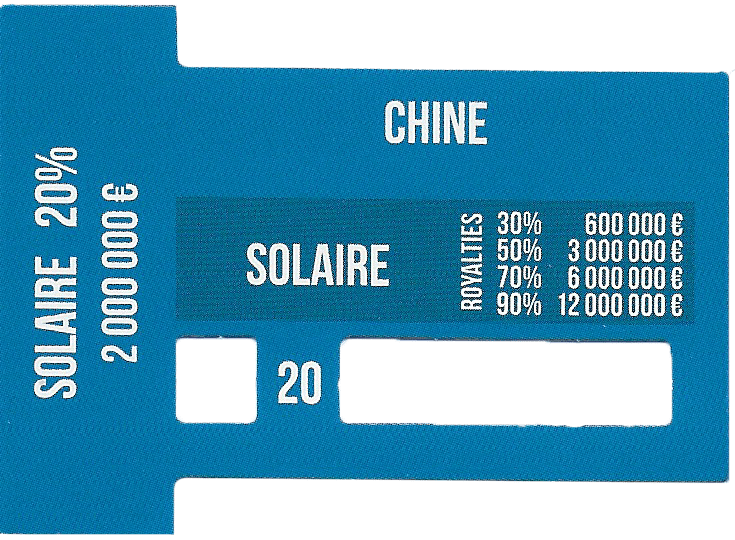 SOLAIRE 20%
2 000 000 €
CHINE
SOLAIRE
ROYALTIES
30% 600 000 €
50% 3 000 000 €
70% 6 000 000 €
90% 12 000 000 €
20